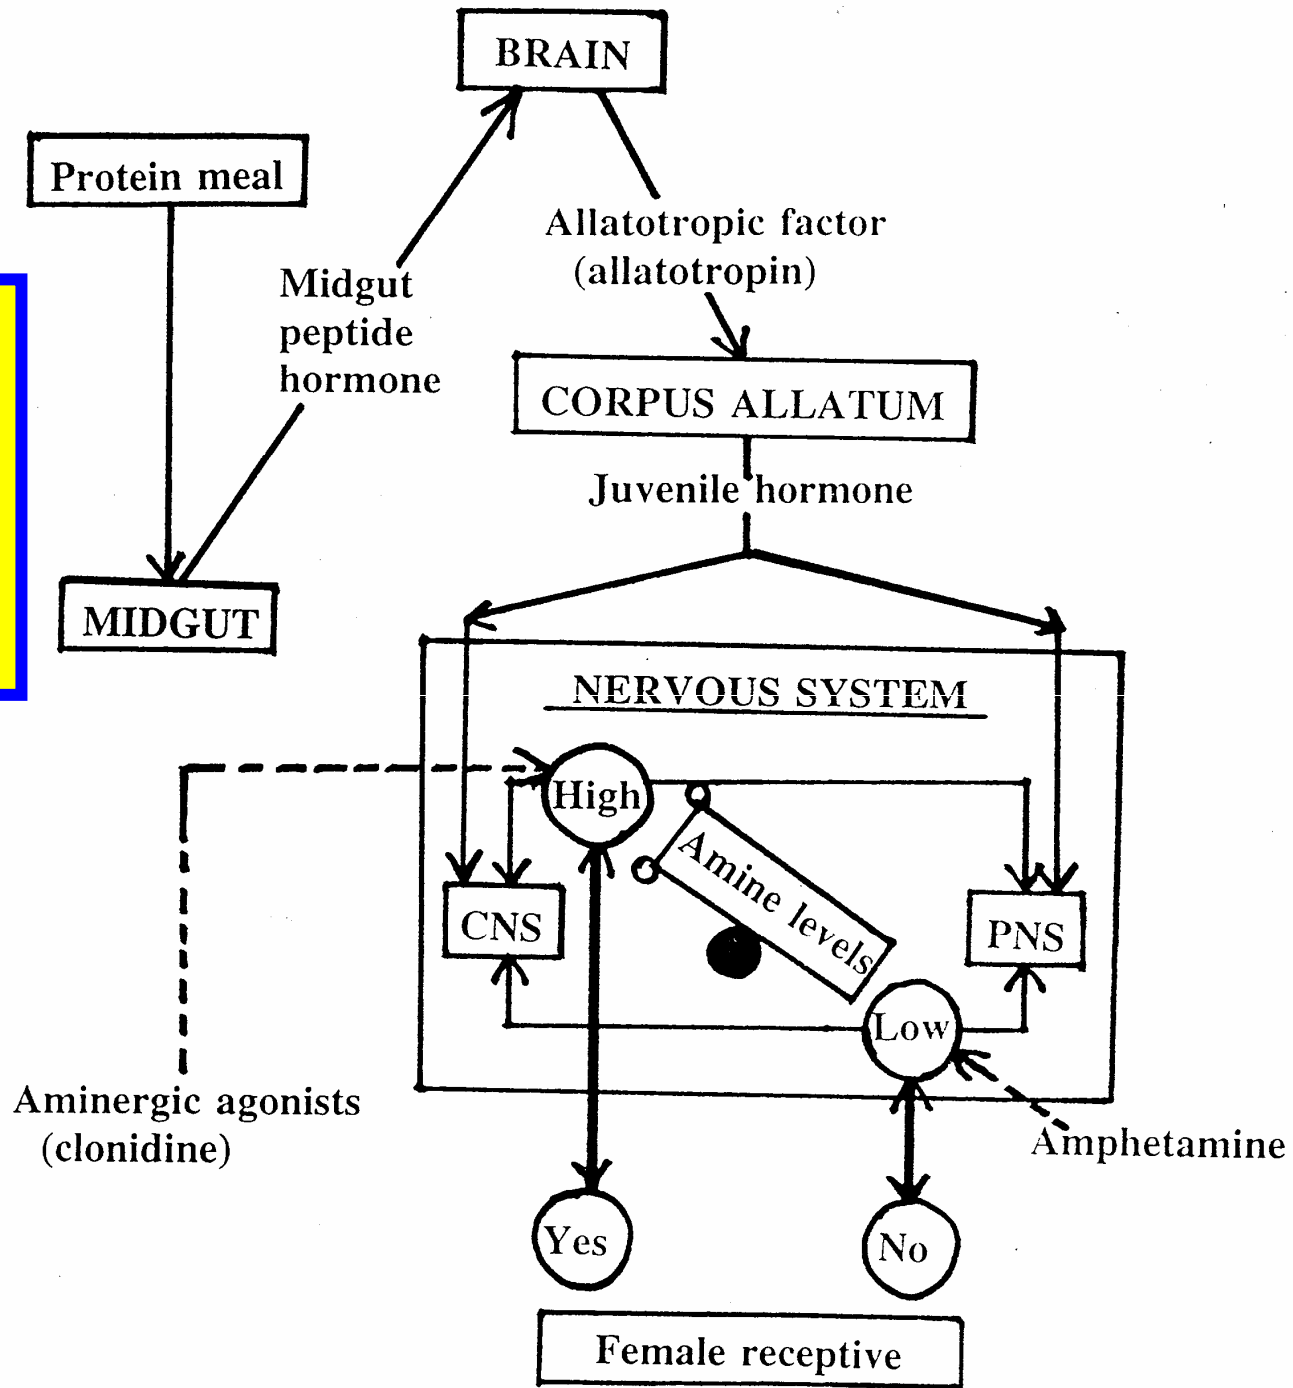 BRAIN
Protein meal
Allatotropic factor
(allatotropin)
Midgut
peptide
hormone
CORPUS ALLATUM
Juvenile hormone
MIDGUT
NERVOUS SYSTEM
High
Amine levels
CNS
PNS
Low
Aminergic agonists
(clonidine)
Amphetamine
Yes
No
Female receptive